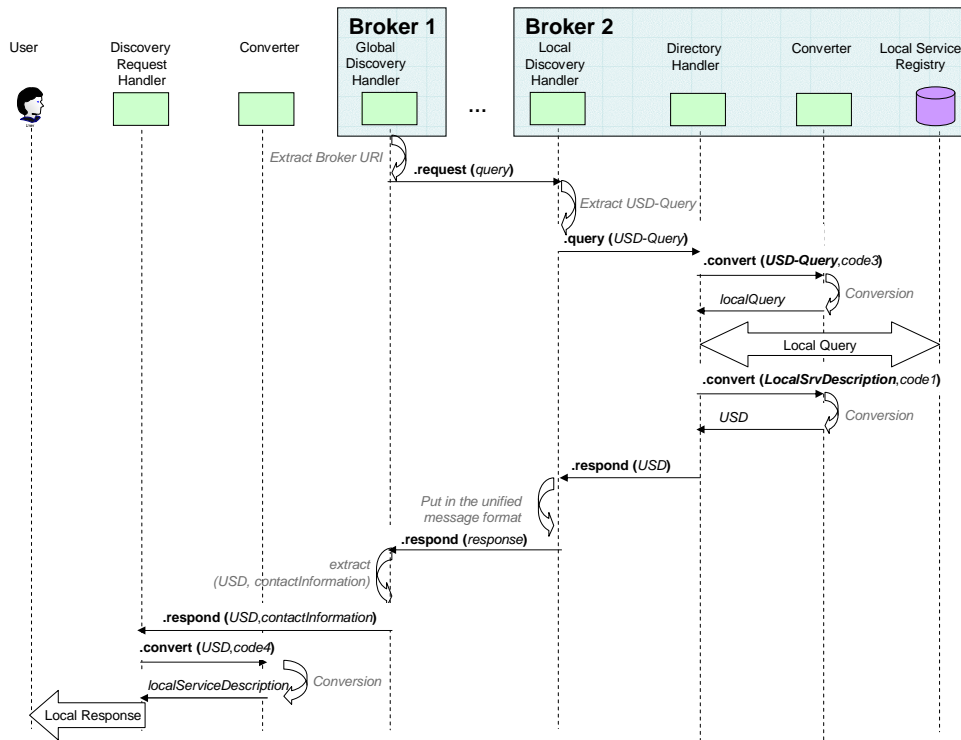 Broker 1
Broker 2
User
Discovery
Request
Handler
Converter
Global
Discovery
Handler
...
Local
Discovery
Handler
Directory
Handler
Converter
Local Service
Registry
Extract Broker URI
.request (query)
Extract USD-Query
.query (USD-Query)
.convert (USD-Query,code3)
Conversion
localQuery
Local Query
.convert (LocalSrvDescription,code1)
Conversion
USD
.respond (USD)
Put in the unified
message format
.respond (response)
extract
(USD, contactInformation)
.respond (USD,contactInformation)
.convert (USD,code4)
Conversion
localServiceDescription
Local Response